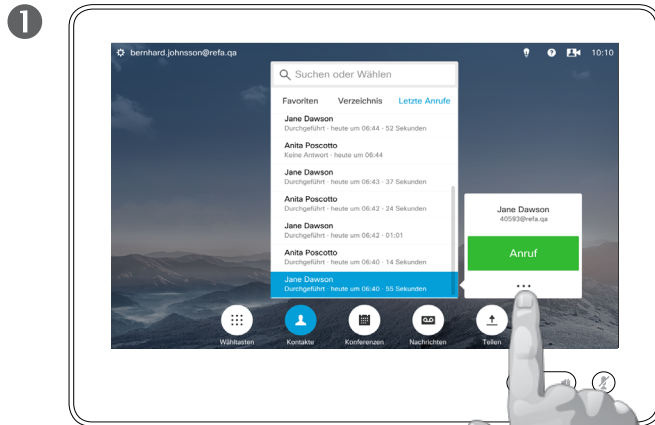 1
bernhard.johnsson@refa.qa
10:10
Suchen oder Wählen
Favoriten Verzeichnis Letzte Anrufe
Jane Dawson
Durchgeführt · heute um 06:44 · 52 Sekunden
Anita Poscotto
Keine Antwort · heute um 06:44
Jane Dawson
Durchgeführt · heute um 06:43 · 37 Sekunden
Anita Poscotto
Durchgeführt · heute um 06:42 · 24 Sekunden
Jane Dawson
Durchgeführt · heute um 06:42 · 01:01
Anita Poscotto
Durchgeführt · heute um 06:40 · 14 Sekunden
Jane Dawson
Durchgeführt · heute um 06:40 · 55 Sekunden
Jane Dawson
40593@refa.qa
Anruf
Wähltasten Kontakte Konferenzen Nachrichten Teilen